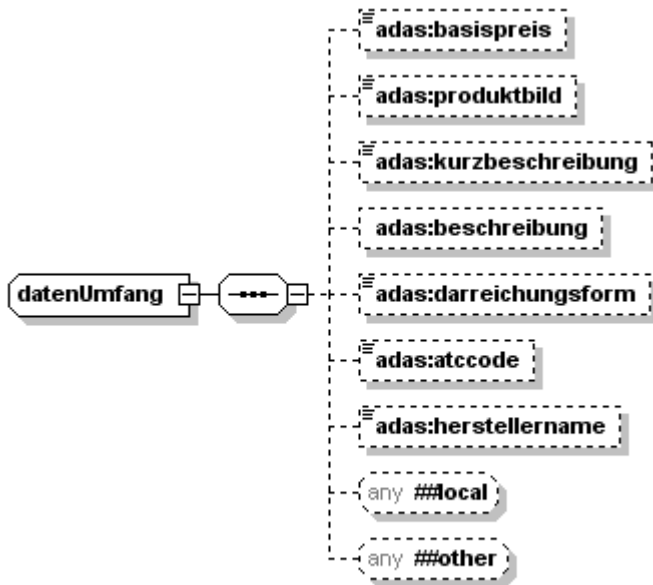 adas:basispreis
adas:produktbild
adas:kurzbeschreibung
adas:beschreibung
datenUmfang
adas:darreichungsform
adas:atccode
adas:herstellername
any ##local
any ##other